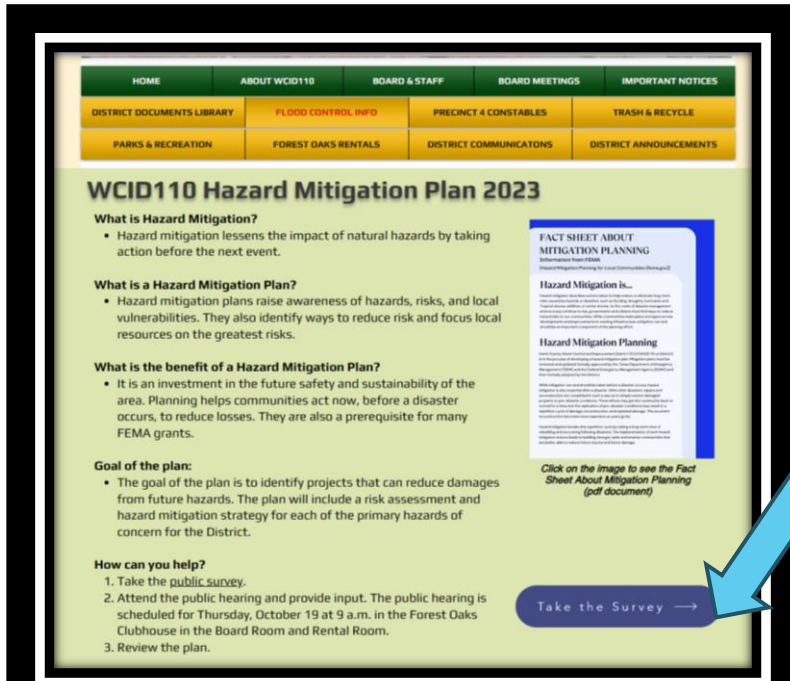 HOME ABOUT WCID110 BOARD & STAFF BOARD MEETINGS IMPORTANT NOTICES
DISTRICT DOCUMENTS LIBRARY FLOOD CONTROL INFO PRECINCT 4 CONSTABLES TRASH & RECYCLE
PARKS & RECREATION FOREST OAKS RENTALS DISTRICT COMMUNICATONS DISTRICT ANNOUNCEMENTS
WCID110 Hazard Mitigation Plan 2023
What is Hazard Mitigation?
• Hazard mitigation lessens the impact of natural hazards by taking
action before the next event.
What is a Hazard Mitigation Plan?
• Hazard mitigation plans raise awareness of hazards, risks, and local
vulnerabilities. They also identify ways to reduce risk and focus local
resources on the greatest risks.
What is the benefit of a Hazard Mitigation Plan?
• It is an investment in the future safety and sustainability of the
area. Planning helps communities act now, before a disaster
occurs, to reduce losses. They are also a prerequisite for many
FEMA grants.
Goal of the plan:
• The goal of the plan is to identify projects that can reduce damages
from future hazards. The plan will include a risk assessment and
hazard mitigation strategy for each of the primary hazards of
concern for the District.
How can you help?
1. Take the public survey.
2. Attend the public hearing and provide input. The public hearing is
scheduled for Thursday, October 19 at 9 a.m. in the Forest Oaks
Clubhouse in the Board Room and Rental Room.
3. Review the plan.
FACT SHEET ABOUT
MITIGATION PLANNING
Information from FEMA
Hazard Mitigation is...
Hazard Mitigation Planning
Click on the image to see the Fact
Sheet About Mitigation Planning
(pdf document)
Take the Survey →